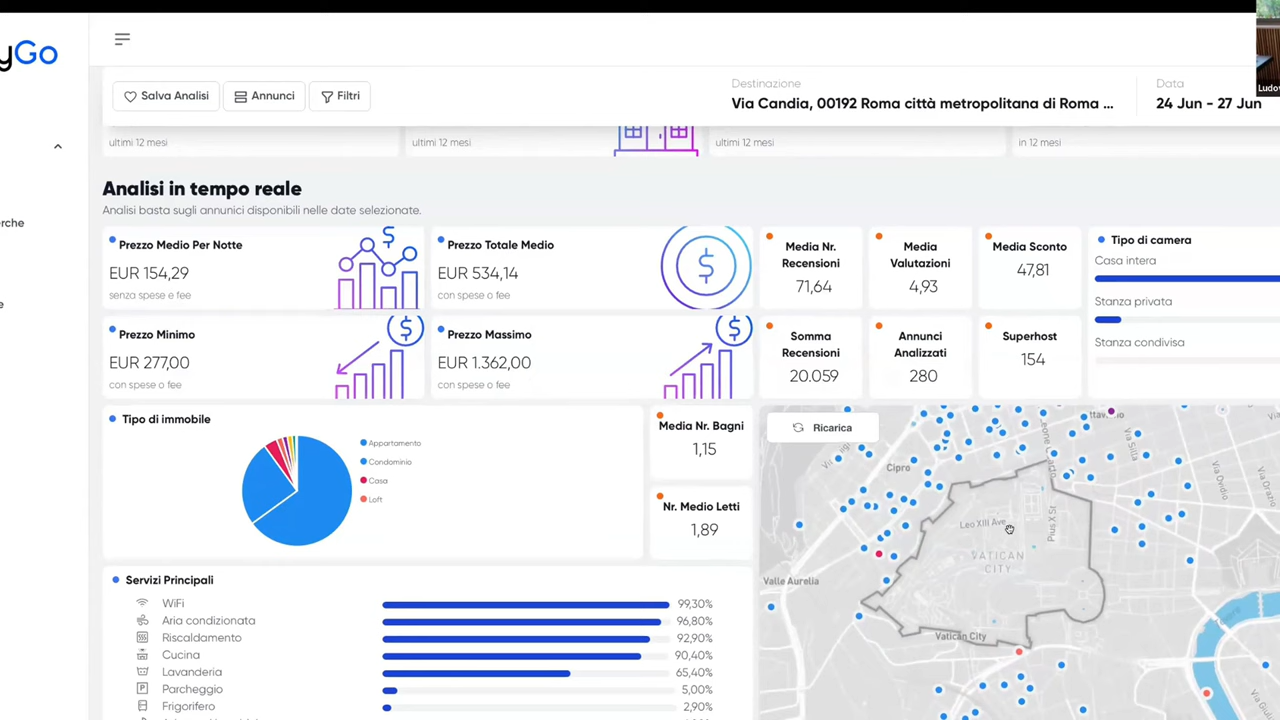 yGo
Salva Analisi
Annunci
Filtri
Destinazione
Via Candia, 00192 Roma città metropolitana di Roma ...
Data
24 Jun - 27 Jun
ultimi 12 mesi
ultimi 12 mesi
ultimi 12 mesi
in 12 mesi
erche
Analisi in tempo reale
Analisi basta sugli annunici disponibili nelle date selezionate.
Prezzo Medio Per Notte
EUR 154,29
senza spese e fee
Prezzo Totale Medio
EUR 534,14
con spese o fee
Media Nr.
Recensioni
71,64
Media
Valutazioni
4,93
Media Sconto
47,81
Tipo di camera
Casa intera
Stanza privata
Stanza condivisa
Prezzo Minimo
EUR 277,00
con spese o fee
Prezzo Massimo
EUR 1.362,00
con spese o fee
Somma
Recensioni
20.059
Annunci
Analizzati
280
Superhost
154
Tipo di immobile
Appartamento
Condominio
Casa
Loft
Media Nr. Bagni
1,15
Nr. Medio Letti
1,89
Ricarica
Cipro
Leo XIII Ave
Pius X St
VATICAN
CITY
Valle Aurelia
Vatican City
Via Silla
Via Ovidio
Servizi Principali
WiFi 99,30%
Aria condizionata 96,80%
Riscaldamento 92,90%
Cucina 90,40%
Lavanderia 65,40%
Parcheggio 5,00%
Frigorifero 2,90%